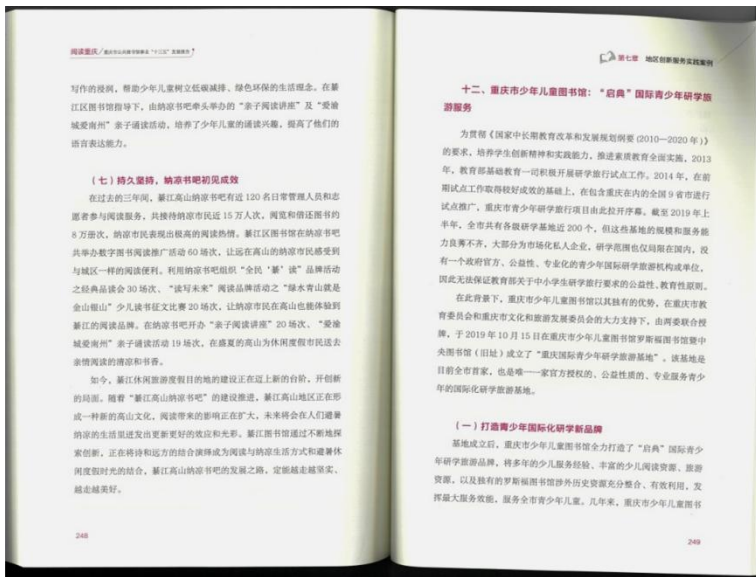 阅读重庆/重庆市公共图书馆事业“十三五”发展报告
写作的授纲，帮助少年儿童树立低碳减排、绿色环保的生活理念。在綦
江区图书馆指导下，由纳凉书吧牵头举办的“亲子阅读讲座”及“爱渝
城爱南州”亲子诵读活动，培养了少年儿童的诵读兴趣，提高了他们的
语言表达能力。
（七）持久坚持，纳凉书吧初见成效
在过去的三年间，綦江高山纳凉书吧有近120名日常管理人员和志
愿者参与阅读服务，共接待纳凉市民近15万人次，阅览和借还图书约
8万册次，纳凉市民表现出极高的阅读热情。綦江区图书馆在纳凉书吧
共举办数字图书阅读推广活动60场次，让远在高山的纳凉市民感受到
与城区一样的阅读便利。利用纳凉书吧组织“全民‘綦’读”品牌活动
之经典品读会30场次、“读写未来”阅读品牌活动之“绿水青山就是
金山银山”少儿读书征文比赛20场次，让纳凉市民在高山也能体验到
綦江的阅读品牌。在纳凉书吧开办“亲子阅读讲座”20场次、“爱渝
城爱南州”亲子诵读活动19场次，在盛夏的高山为休闲度假市民送去
亲情阅读的清凉和书香。
如今，綦江休闲旅游度假目的地的建设正在迈上新的台阶，开创新
的局面。随着“綦江高山纳凉书吧”的建设推进，綦江高山地区正在形
成一种新的高山文化，阅读带来的影响正在扩大，未来将会在人们避暑
纳凉的生活里迸发出更新更好的效应和光彩。綦江图书馆通过不断地探
索创新，正在将诗和远方的结合演绎成为阅读与纳凉生活方式和避暑休
闲度假时光的结合，綦江高山纳凉书吧的发展之路，定能越走越坚实、
越走越美好。
248
第七章 地区创新服务实践案例
十二、重庆市少年儿童图书馆：“启典”国际青少年研学旅
游服务
为贯彻《国家中长期教育改革和发展规划纲要（2010—2020年）》
的要求，培养学生创新精神和实践能力，推进素质教育全面实施，2013
年，教育部基础教育一司积极开展研学旅行试点工作。2014年，在前
期试点工作取得较好成效的基础上，在包含重庆在内的全国9省市进行
试点推广，重庆市青少年研学旅行项目由此拉开序幕。截至2019年上
半年，全市共有各级研学基地近200个，但这些基地的规模和服务能
力良莠不齐，大部分为市场化私人企业，研学范围也仅局限在国内，没
有一个政府官方、公益性、专业化的青少年国际研学旅游机构成单位，
因此无法保证教育部关于中小学生研学旅行要求的公益性、教育性原则。
在此背景下，重庆市少年儿童图书馆以其独有的优势，在重庆市教
育委员会和重庆市文化和旅游发展委员会的大力支持下，由两委联合授
牌，于2019年10月15日在重庆市少年儿童图书馆罗斯福图书馆暨中
央图书馆（旧址）成立了“重庆国际青少年研学旅游基地”。该基地是
目前全市首家，也是唯一一家官方授权的、公益性质的、专业服务青少
年的国际化研学旅游基地。
（一）打造青少年国际化研学新品牌
基地成立后，重庆市少年儿童图书馆全力打造了“启典”国际青少
年研学旅游品牌，将多年的少儿服务经验、丰富的少儿阅读资源、旅游
资源，以及独有的罗斯福图书馆涉外历史资源充分整合、有效利用，发
挥最大服务效能，服务全市青少年儿童。几年来，重庆市少年儿童图书
249